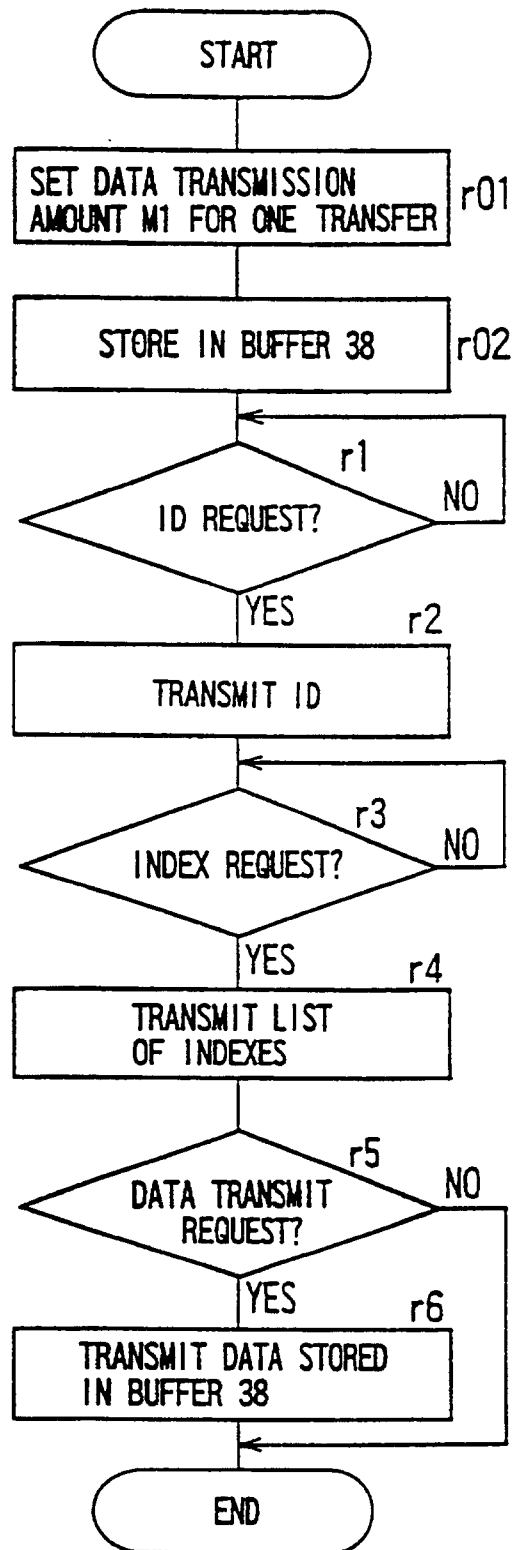 START
SET DATA TRANSMISSION
AMOUNT M1 FOR ONE TRANSFER
r01
STORE IN BUFFER 38
r02
r1
ID REQUEST?
NO
YES
r2
TRANSMIT ID
r3
INDEX REQUEST?
NO
YES
r4
TRANSMIT LIST
OF INDEXES
r5
DATA TRANSMIT
REQUEST?
NO
YES
r6
TRANSMIT DATA STORED
IN BUFFER 38
END